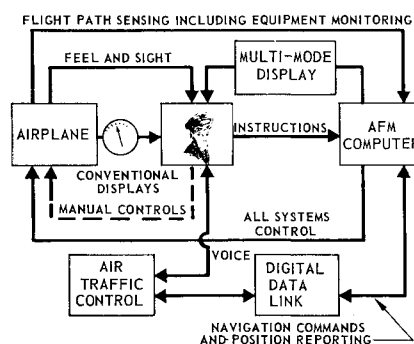 FLIGHT PATH SENSING INCLUDING EQUIPMENT MONITORING
FEEL AND SIGHT
MULTI-MODE
DISPLAY
AIRPLANE
INSTRUCTIONS
AFM
COMPUTER
CONVENTIONAL
DISPLAYS
MANUAL CONTROLS
ALL SYSTEMS
CONTROL
VOICE
AIR
TRAFFIC
CONTROL
DIGITAL
DATA
LINK
NAVIGATION COMMANDS
AND POSITION REPORTING